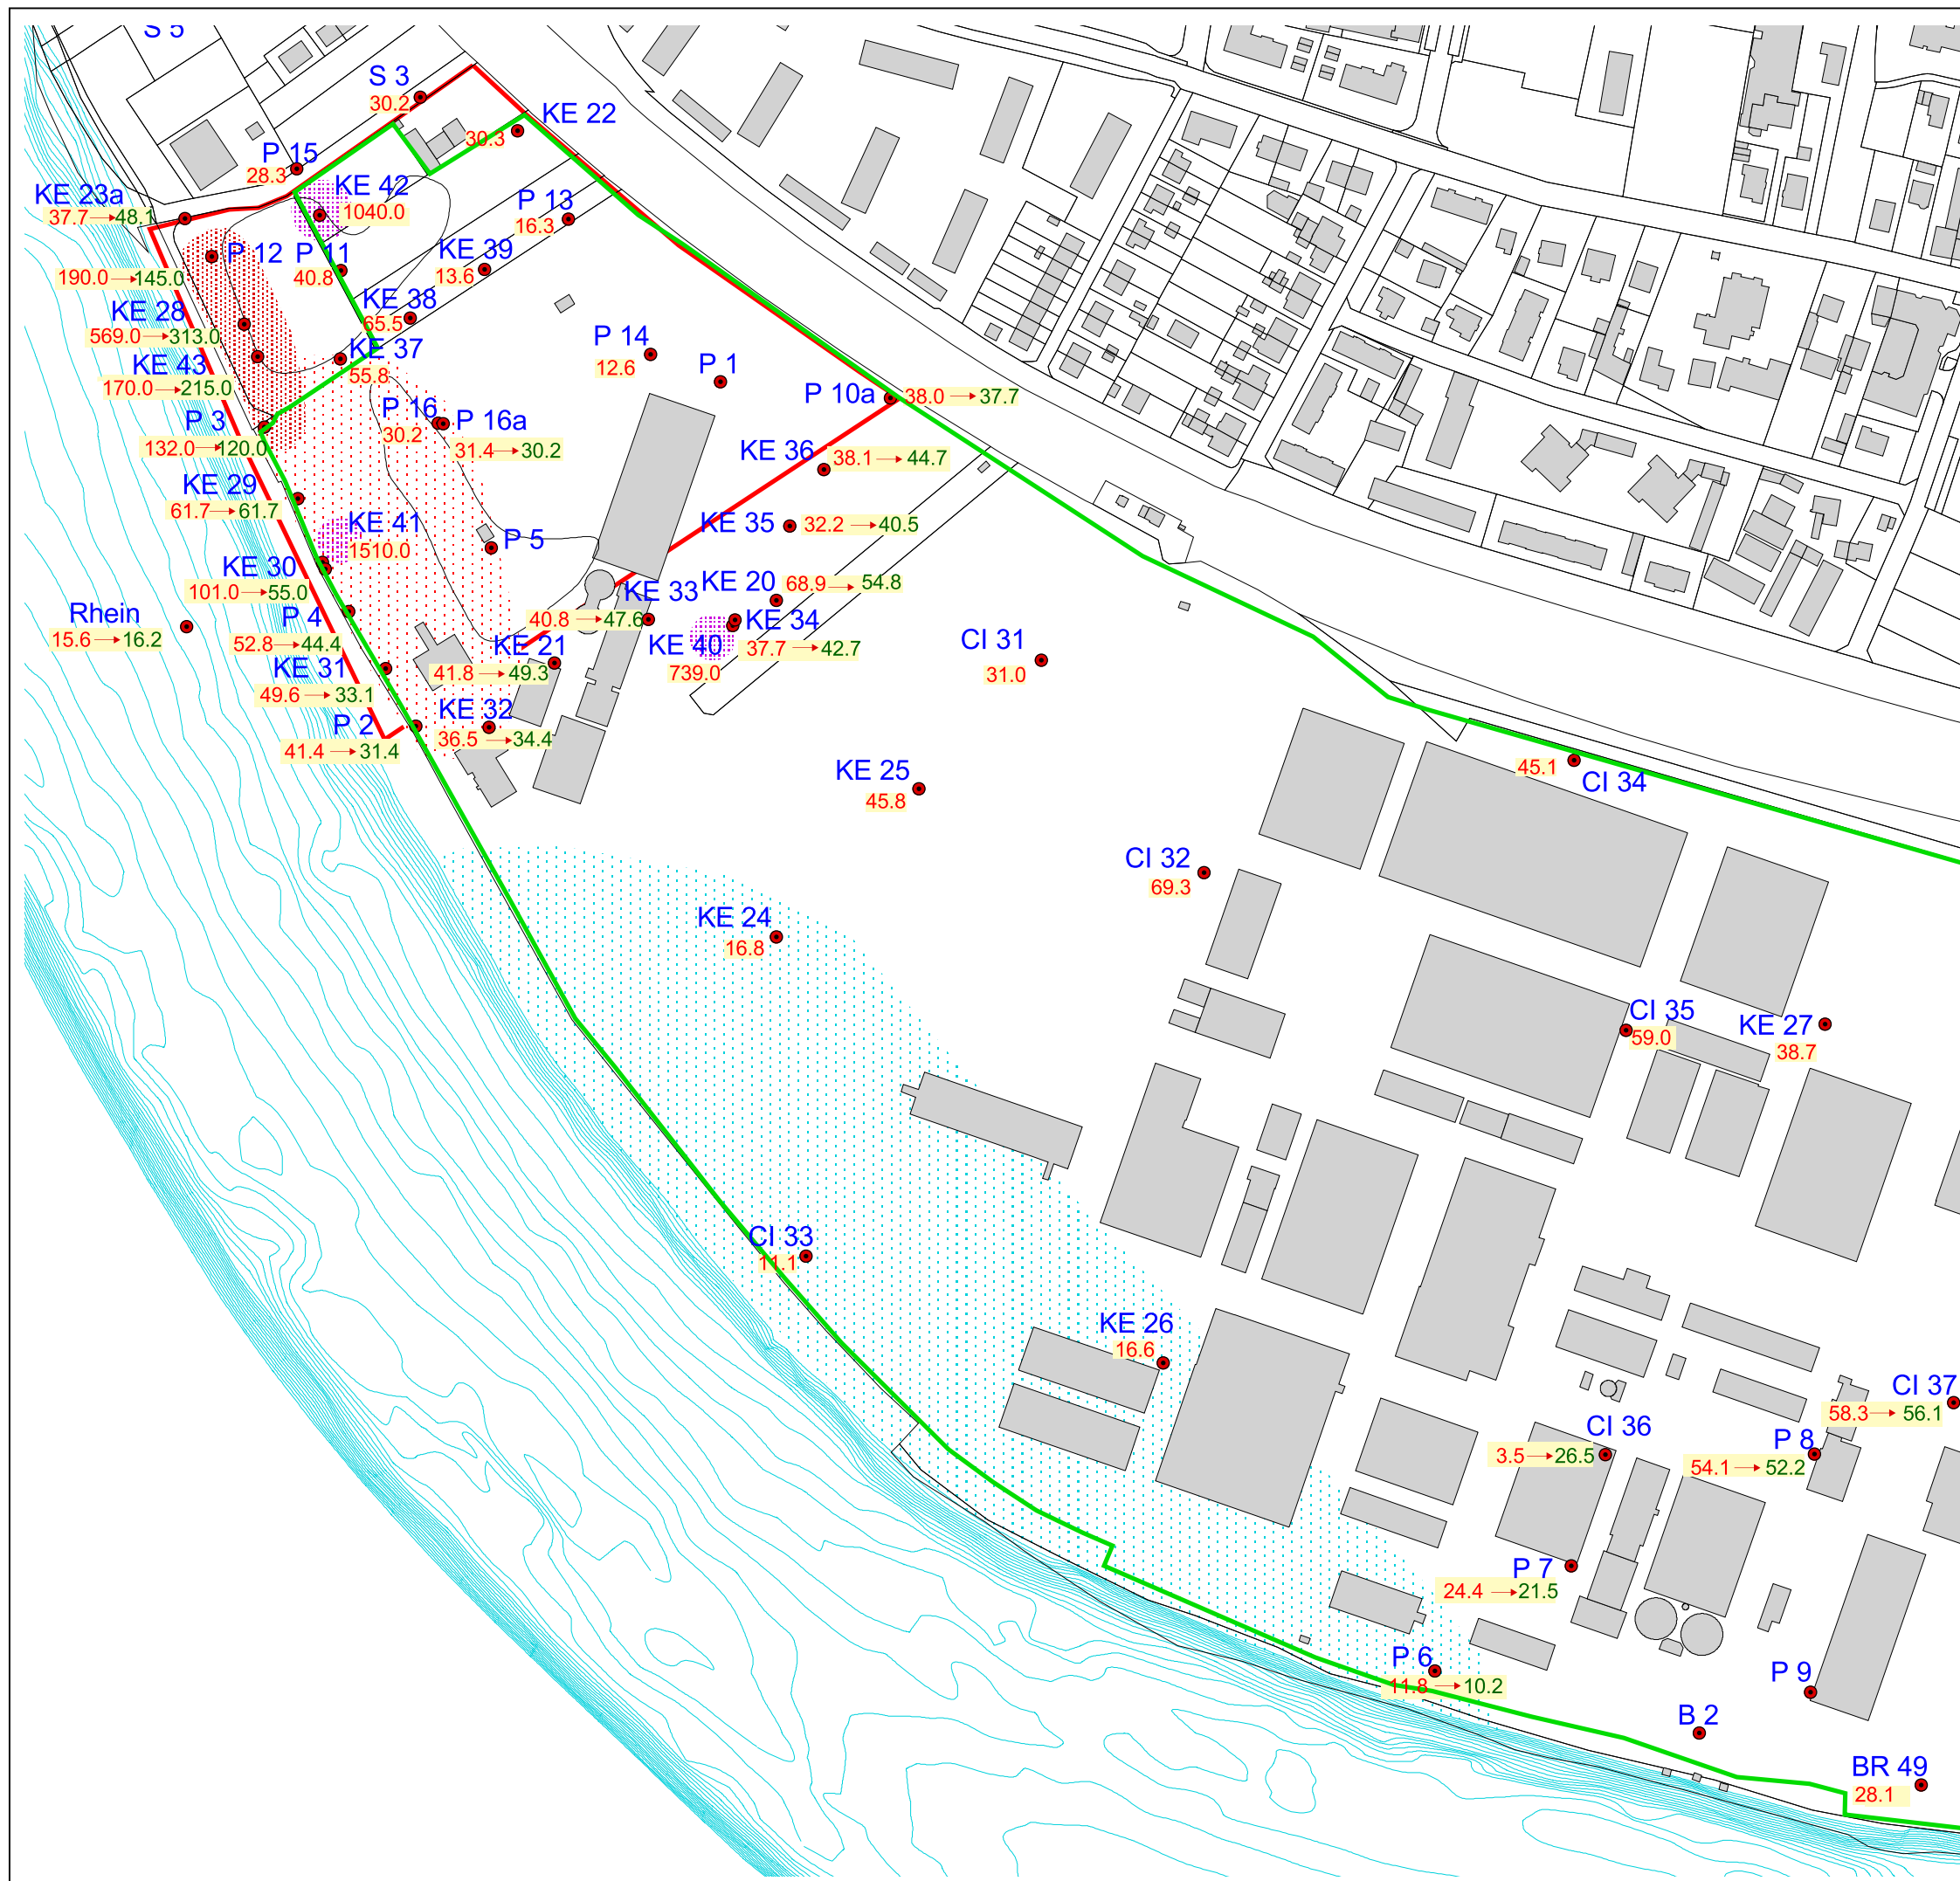 S 5
S 3
30.2
KE 22
30.3
P 15
28.3
KE 23a
37.7→48.1
KE 42
1040.0
P 13
16.3
P 12
190.0→145.0
P 11
40.8
KE 39
13.6
KE 28
569.0→313.0
KE 38
65.5
KE 43
170.0→215.0
KE 37
55.8
P 14
12.6
P 1
P 10a
38.0→37.7
P 3
132.0→120.0
P 16
30.2
P 16a
31.4→30.2
KE 36
38.1→44.7
KE 29
61.7→61.7
KE 41
1510.0
P 5
KE 35
32.2→40.5
KE 30
101.0→55.0
KE 20
68.9→54.8
Rhein
15.6→16.2
P 4
52.8→44.4
KE 33
40.8→47.6
KE 34
37.7→42.7
KE 40
739.0
KE 21
41.8→49.3
CI 31
31.0
KE 31
49.6→33.1
P 2
41.4→31.4
KE 32
36.5→34.4
KE 25
45.8
45.1
CI 34
CI 32
69.3
KE 24
16.8
CI 35
59.0
KE 27
38.7
CI 33
11.1
KE 26
16.6
CI 37
58.3→56.1
CI 36
3.5→26.5
P 8
54.1→52.2
P 7
24.4→21.5
P 6
11.8→10.2
P 9
B 2
BR 49
28.1